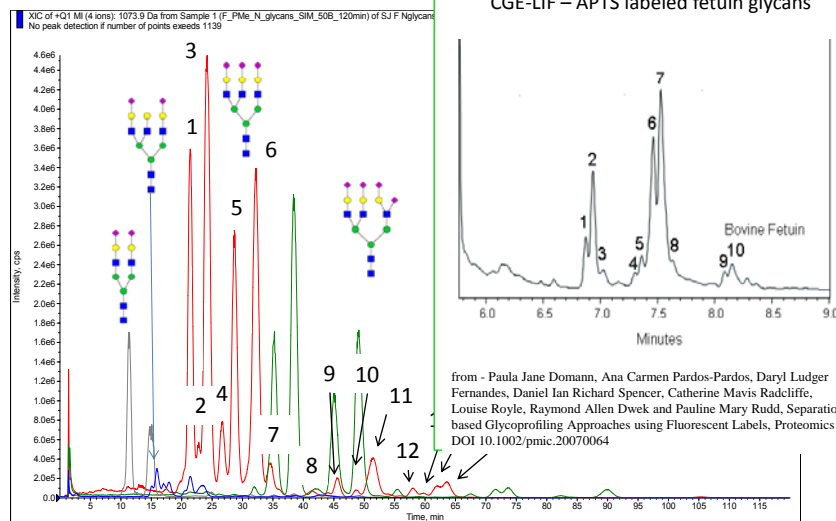 XIC of +Q1 MI (4 ions): 1073.9 Da from Sample 1 (F_PMe_N_glycans_SIM_50B_120min) of SJ F Nglycans
No peak detection if number of points exceeds 1139
CGE-LIF – APTS labeled fetuin glycans
4.6e6
4.4e6
4.2e6
4.0e6
3.8e6
3.6e6
3.4e6
3.2e6
3.0e6
2.8e6
2.6e6
2.4e6
2.2e6
2.0e6
1.8e6
1.6e6
1.4e6
1.2e6
1.0e6
8.0e5
6.0e5
4.0e5
2.0e5
0.0
Intensity, cps
3
1
6
5
2
4
7
8
9
10
11
12
5 10 15 20 25 30 35 40 45 50 55 60 65 70 75 80 85 90 95 100 105 110 115
Time, min
7
6
2
1
3
4
5
8
9
10
Bovine Fetuin
6.0 6.5 7.0 7.5 8.0 8.5 9.0
Minutes
from - Paula Jane Domann, Ana Carmen Pardos-Pardos, Daryl Ludger
Fernandes, Daniel Ian Richard Spencer, Catherine Mavis Radcliffe,
Louise Royle, Raymond Allen Dwek and Pauline Mary Rudd, Separatio
based Glycoprofiling Approaches using Fluorescent Labels, Proteomics
DOI 10.1002/pmic.20070064